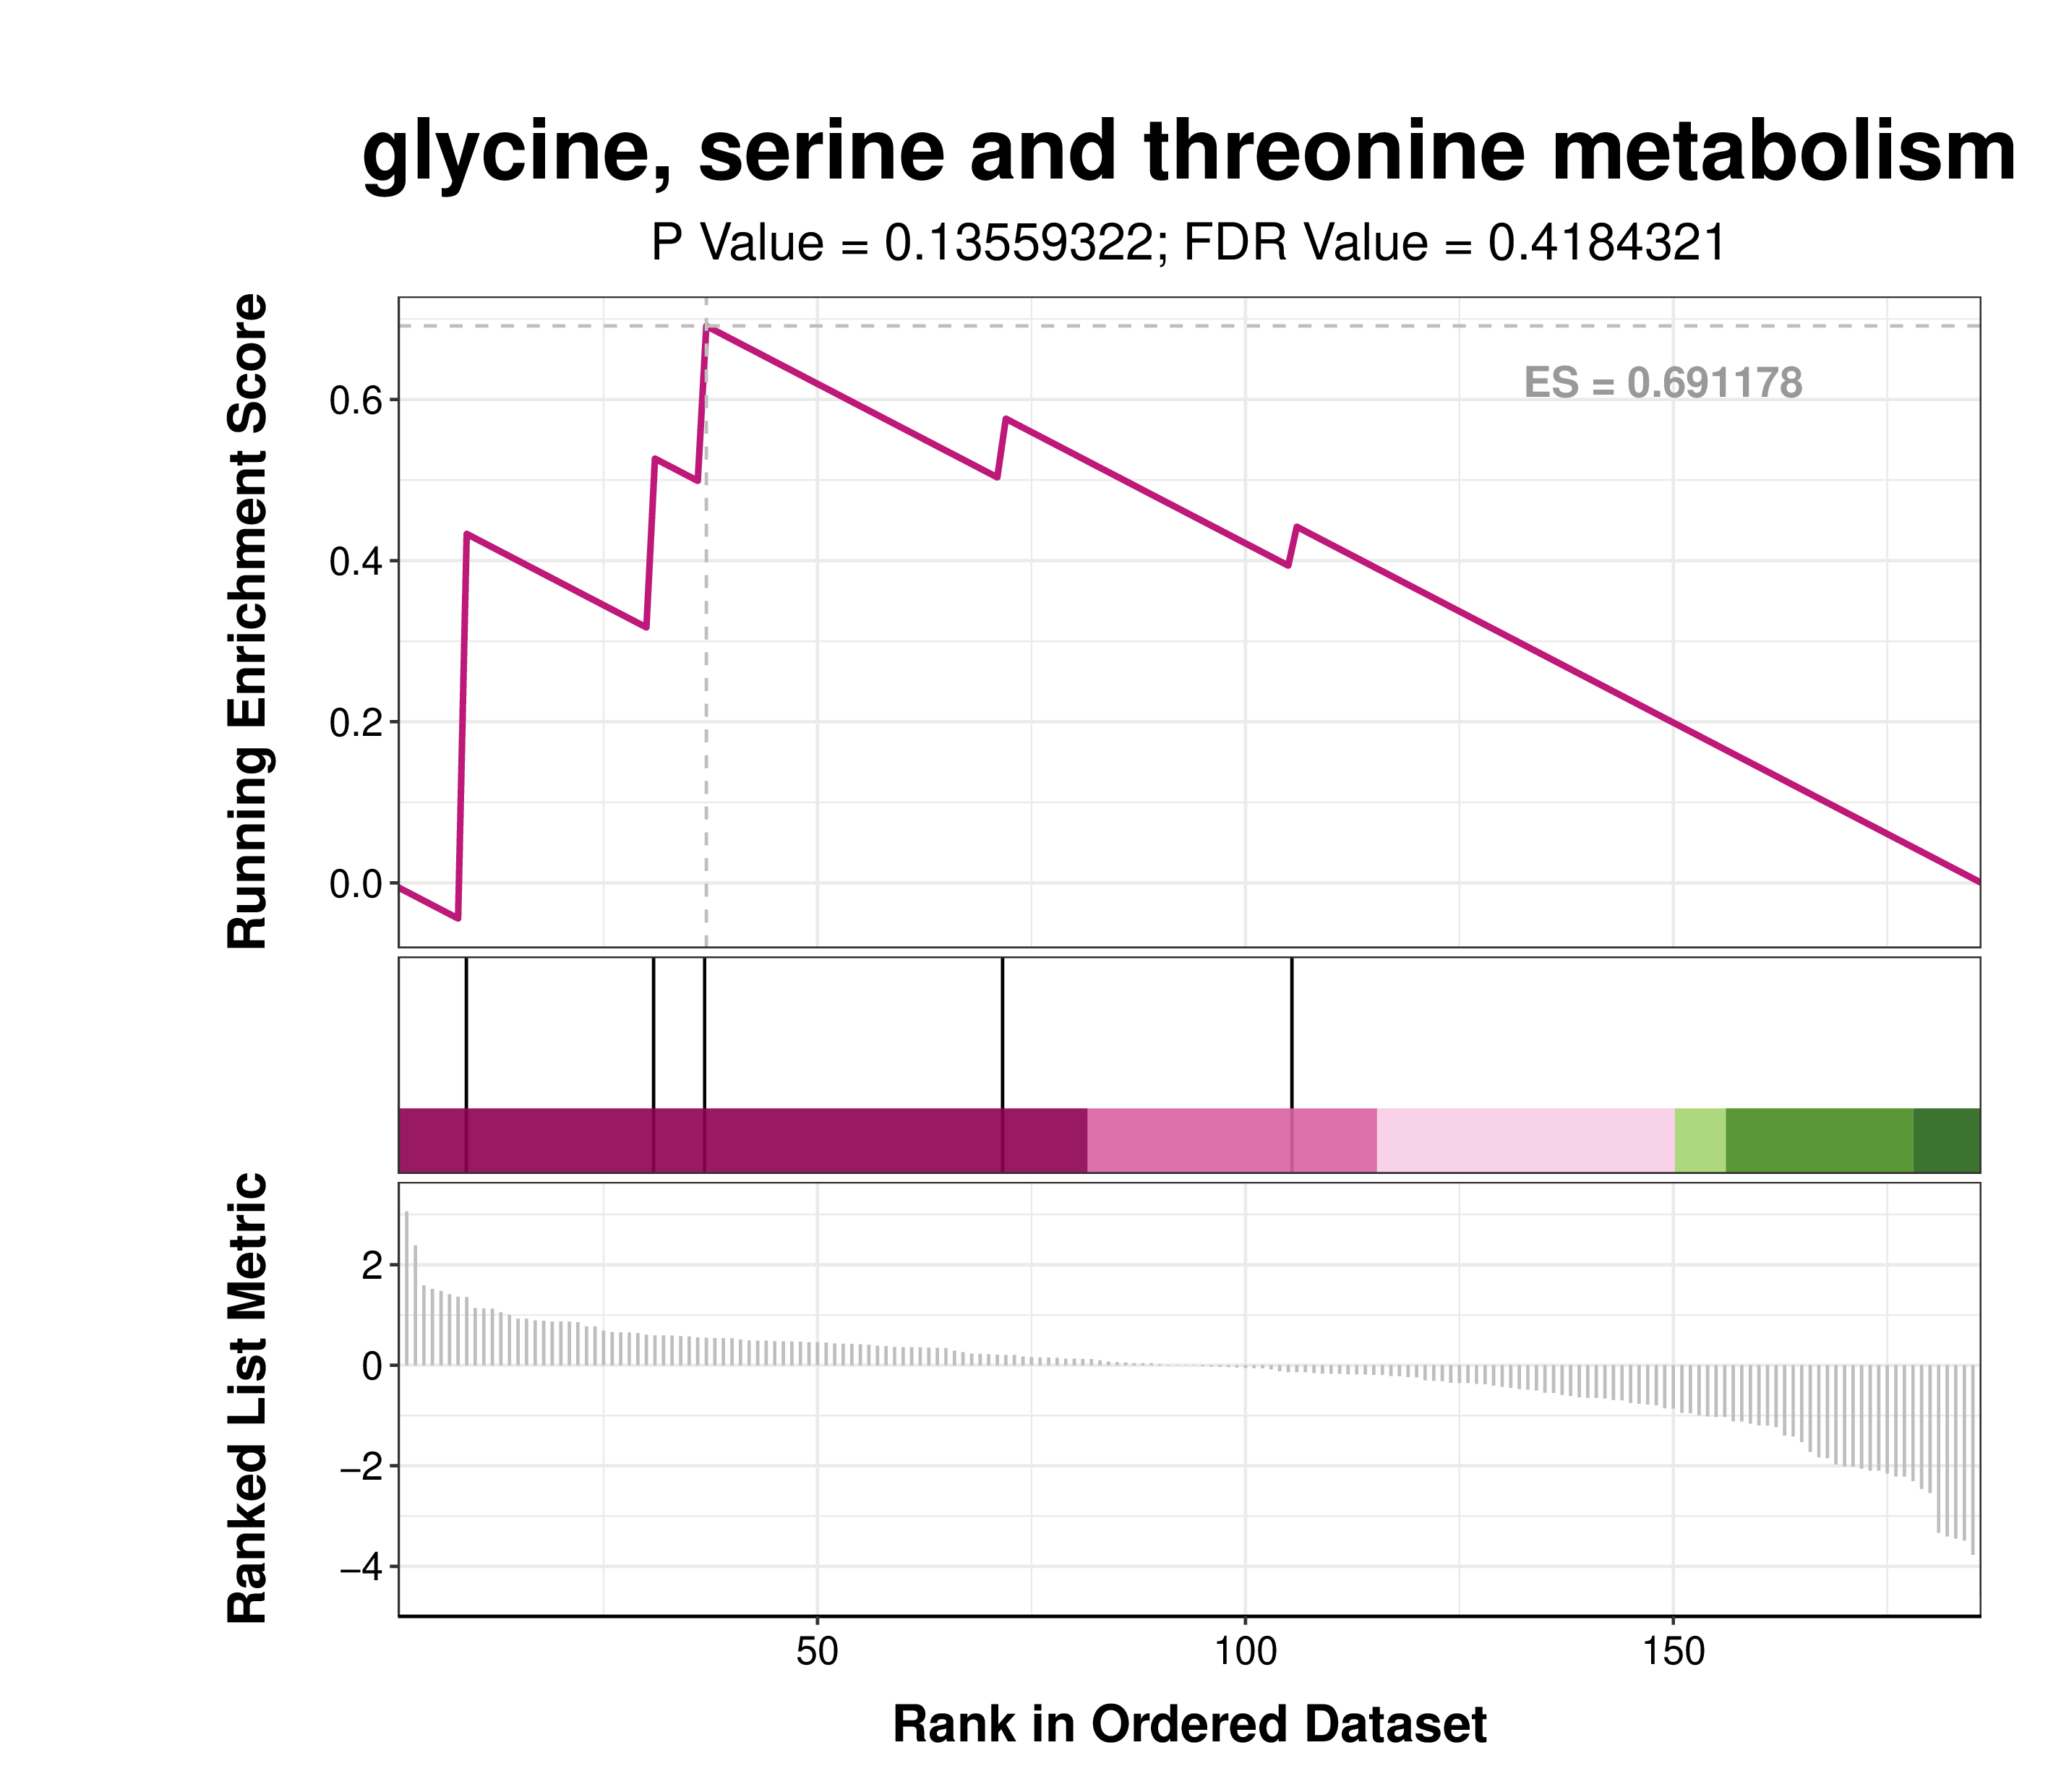 glycine, serine and threonine metabolism
P Value = 0.13559322; FDR Value = 0.4184321
Running Enrichment Score
0.6
0.4
0.2
0.0
ES = 0.691178
Ranked List Metric
2
0
−2
−4
50 100 150
Rank in Ordered Dataset